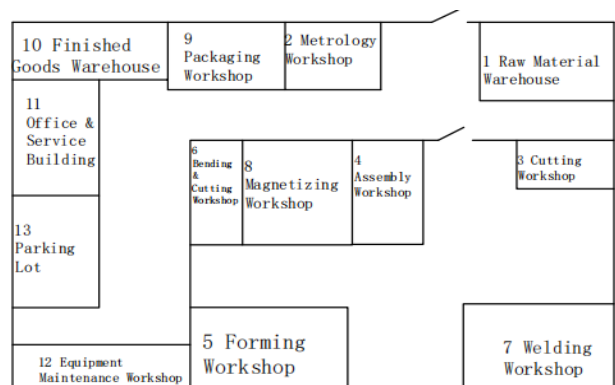 10 Finished
Goods Warehouse
9
Packaging
Workshop
2 Metrology
Workshop
1 Raw Material
Warehouse
11
Office &
Service
Building
6
Bending
&
Cutting
Workshop
8
Magnetizing
Workshop
4
Assembly
Workshop
3 Cutting
Workshop
13
Parking
Lot
5 Forming
Workshop
7 Welding
Workshop
12 Equipment
Maintenance Workshop